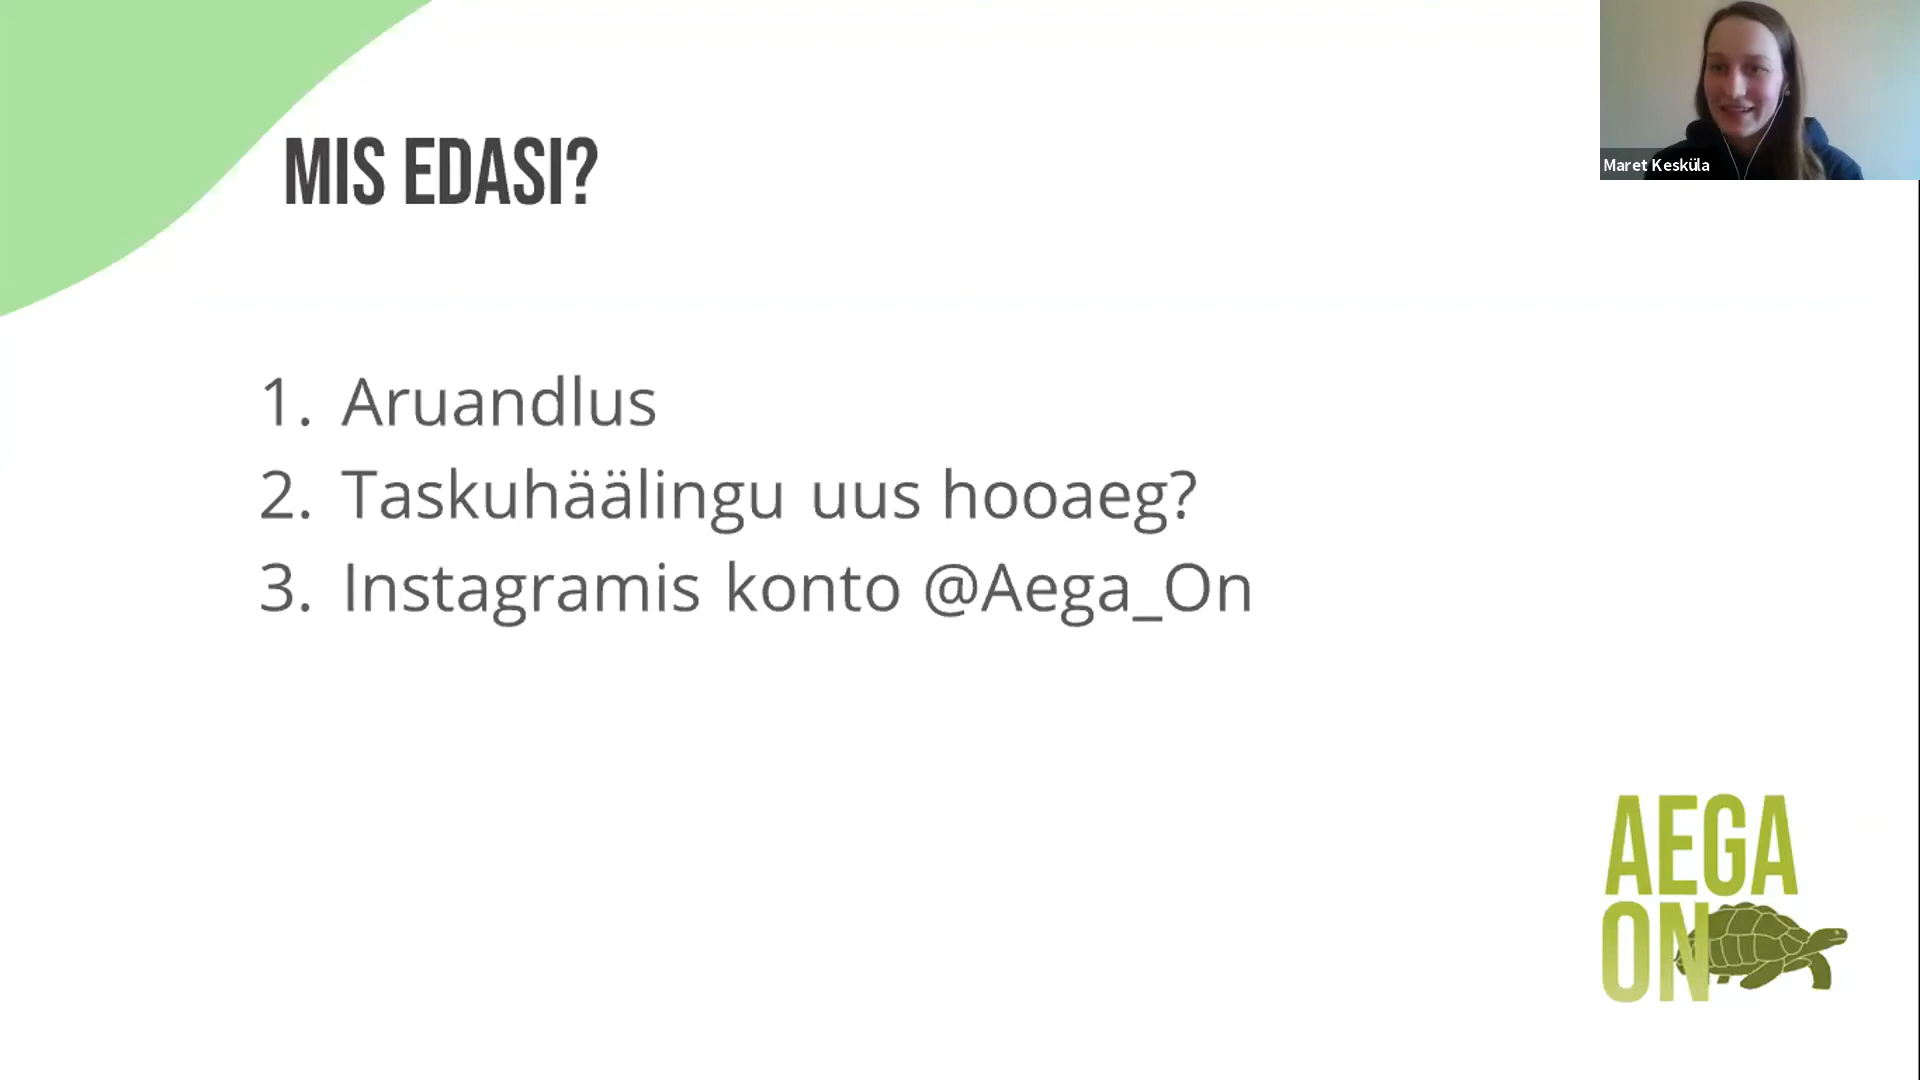 MIS EDASI?
Maret Kesküla
1. Aruandlus
2. Taskuhäälingu uus hooaeg?
3. Instagramis konto @Aega_On
AEGA
ON